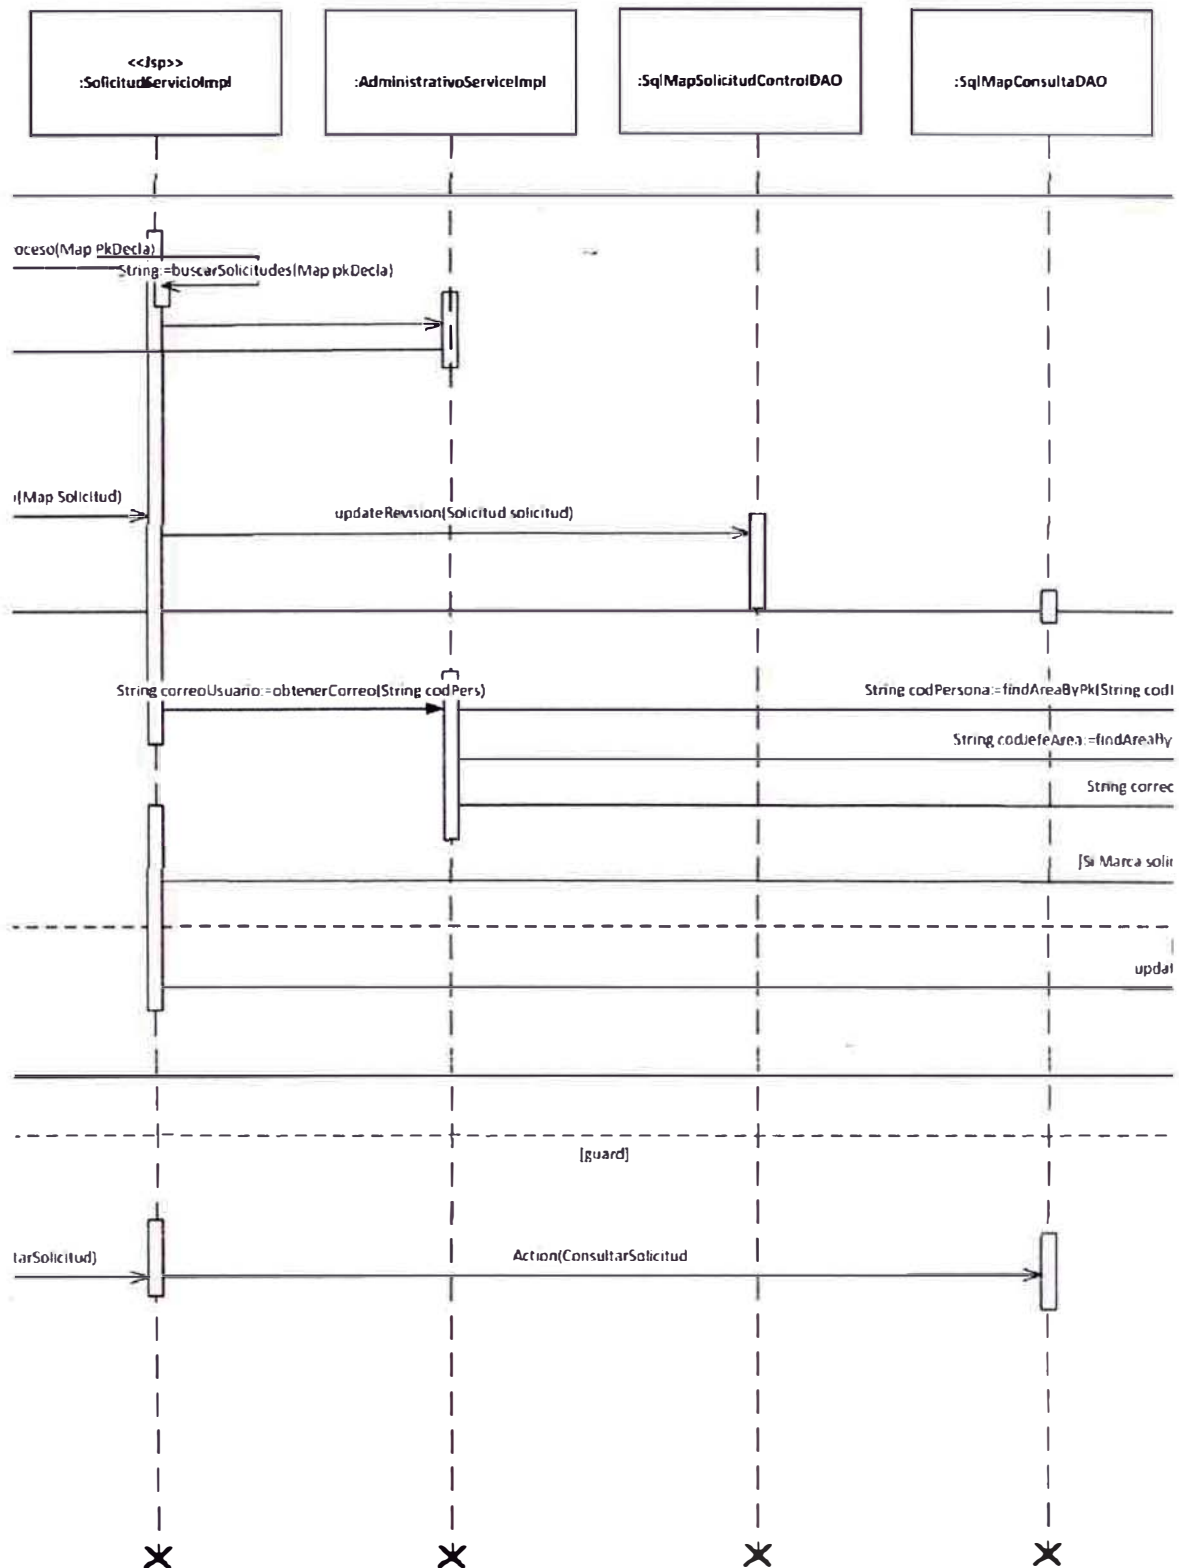 <<Jsp>>
:SolicitudServicioImpl
:AdministrativoServiceImpl
:SqlMapSolicitudControlDAO
:SqlMapConsultaDAO
oceso(Map PkDecla)
String:=buscarSolicitudes(Map pkDecla)
(Map Solicitud)
updateRevision(Solicitud solicitud)
String correoUsuario:=obtenerCorreo(String codPers)
String codPersona:=findAreaByPk(String cod
String codJefeArea:=findAreaBy
String correc
[Si Marca solic
updat
[guard]
tarSolicitud)
Action(ConsultarSolicitud